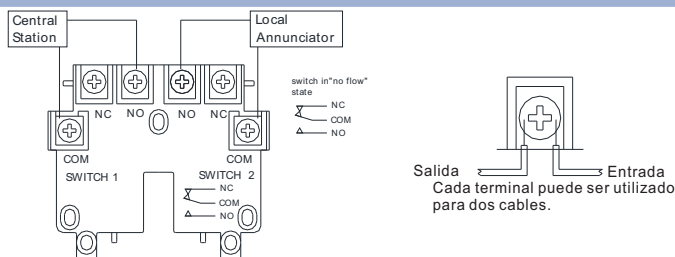 Central
Station
Local
Annunciator
NC
NO
NO
NC
switch in"no flow"
state
NC
COM
NO
COM
COM
SWITCH 1
SWITCH 2
NC
COM
NO
Salida
Entrada
Cada terminal puede ser utilizado
para dos cables.